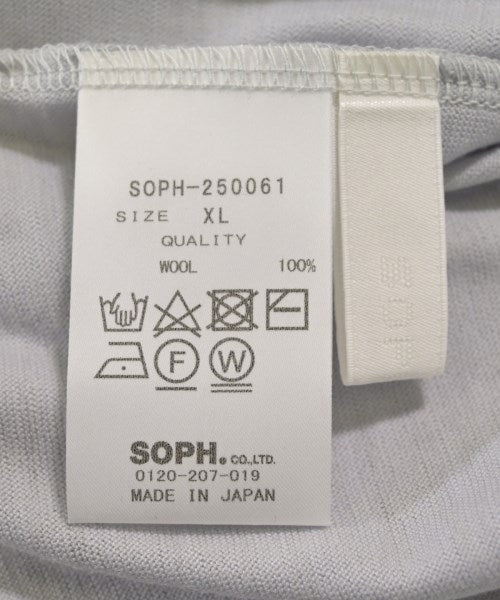 SOPH-250061
SIZE XL
QUALITY
WOOL 100%
F W
SOPH. CO.,LTD.
0120-207-019
MADE IN JAPAN